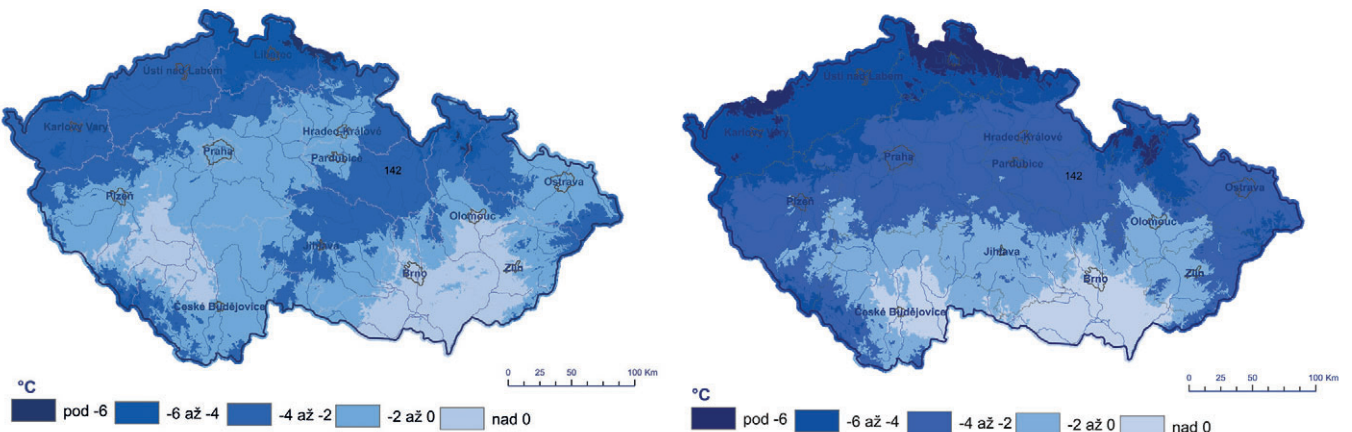 Liberec
Ústí nad Labem
Karlovy Vary
Hradec Králové
Praha
Pardubice
142
Ostrava
Plzeň
Olomouc
Jihlava
Brno
Zlín
České Budějovice
°C
0 25 50 100 Km
pod -6 -6 až -4 -4 až -2 -2 až 0 nad 0
Ústí nad Labem
Karlovy Vary
Hradec Králové
Praha
Pardubice
142
Ostrava
Plzeň
Olomouc
Jihlava
Zlín
Brno
České Budějovice
°C
0 25 50 100 Km
pod -6 -6 až -4 -4 až -2 -2 až 0 nad 0